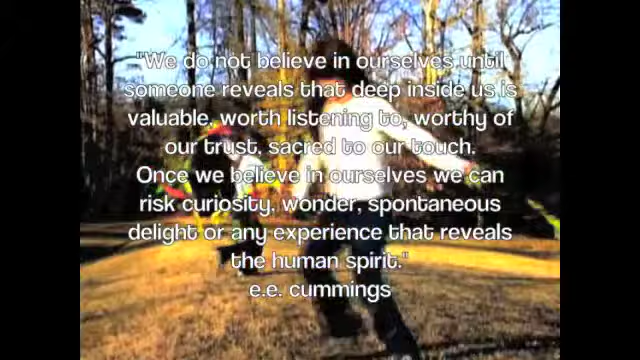 "We do not believe in ourselves until
someone reveals that deep inside us is
valuable, worth listening to, worthy of
our trust, sacred to our touch.
Once we believe in ourselves we can
risk curiosity, wonder, spontaneous
delight or any experience that reveals
the human spirit."
e.e. cummings